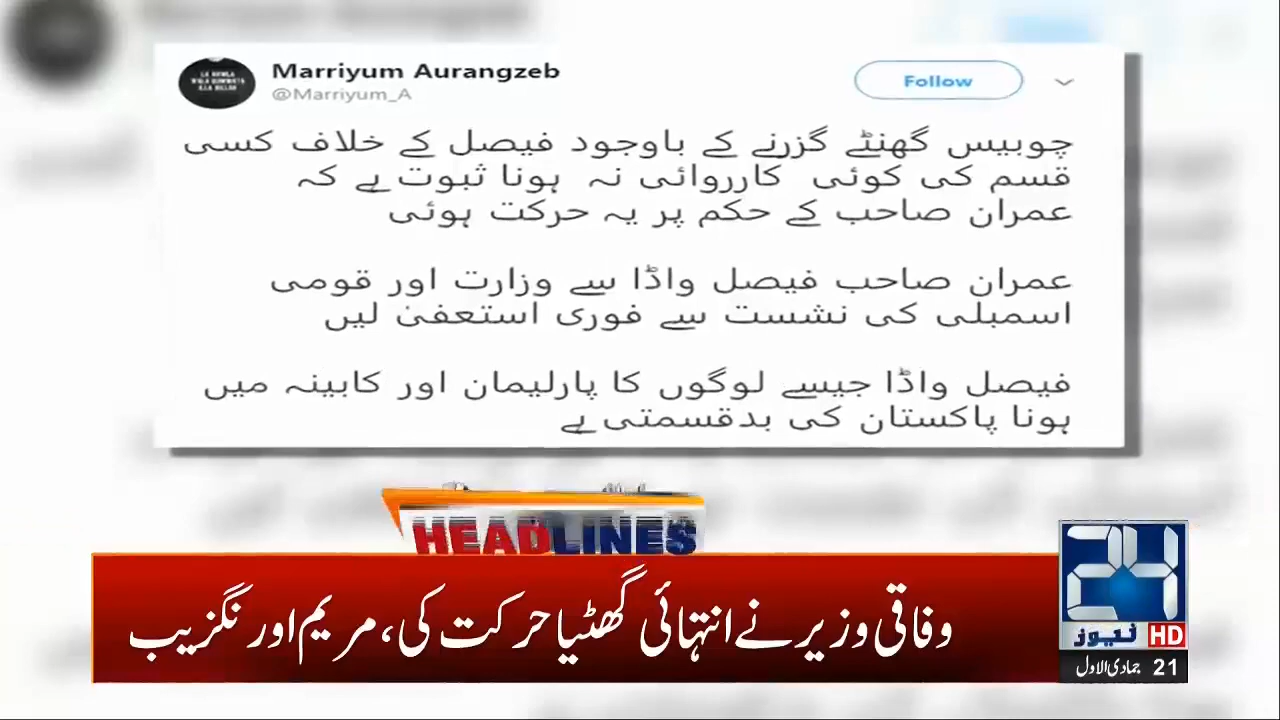 Marriyum Aurangzeb
@Marriyum_A
Follow
چوبیس گھنٹے گزرنے کے باوجود فیصل کے خلاف کسی
قسم کی کوئی کارروائی نہ ہونا ثبوت ہے کہ
عمران صاحب کے حکم پر یہ حرکت ہوئی
عمران صاحب فیصل واڈا سے وزارت اور قومی
اسمبلی کی نشست سے فوری استعفیٰ لیں
فیصل واڈا جیسے لوگوں کا پارلیمان اور کابینہ میں
ہونا پاکستان کی بدقسمتی ہے
HEADLINES
وفاقی وزیر نے انتہائی گھٹیا حرکت کی، مریم اورنگزیب
24
نیوز HD
21 جمادی الاول